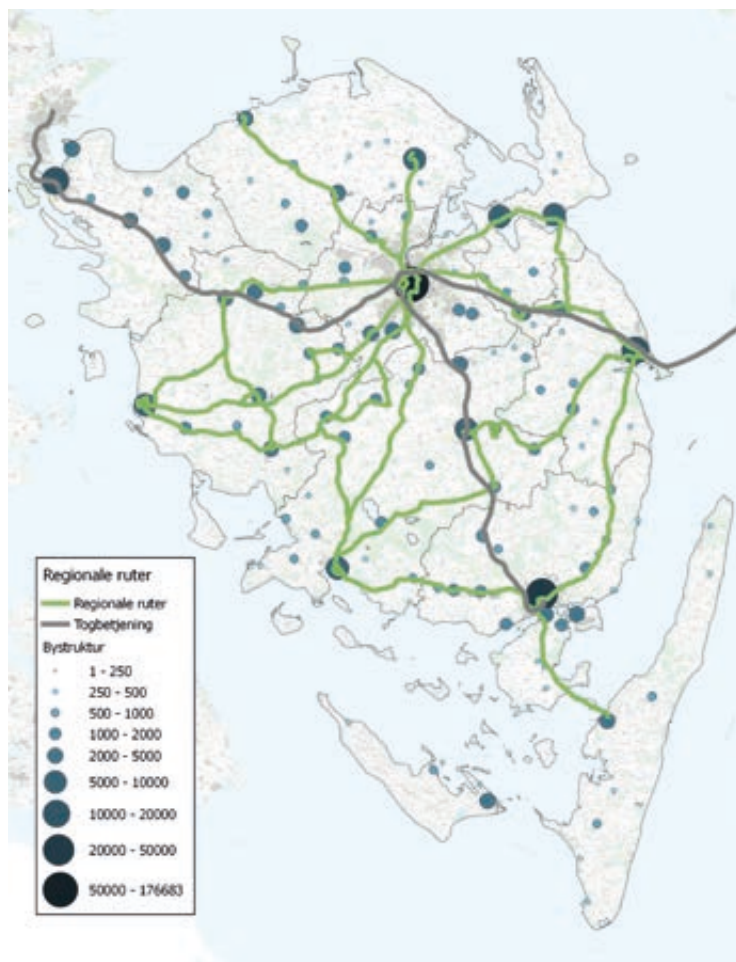 Regionale ruter
Regionale ruter
Togbetjening
Bystruktur
1 - 250
250 - 500
500 - 1000
1000 - 2000
2000 - 5000
5000 - 10000
10000 - 20000
20000 - 50000
50000 - 176683